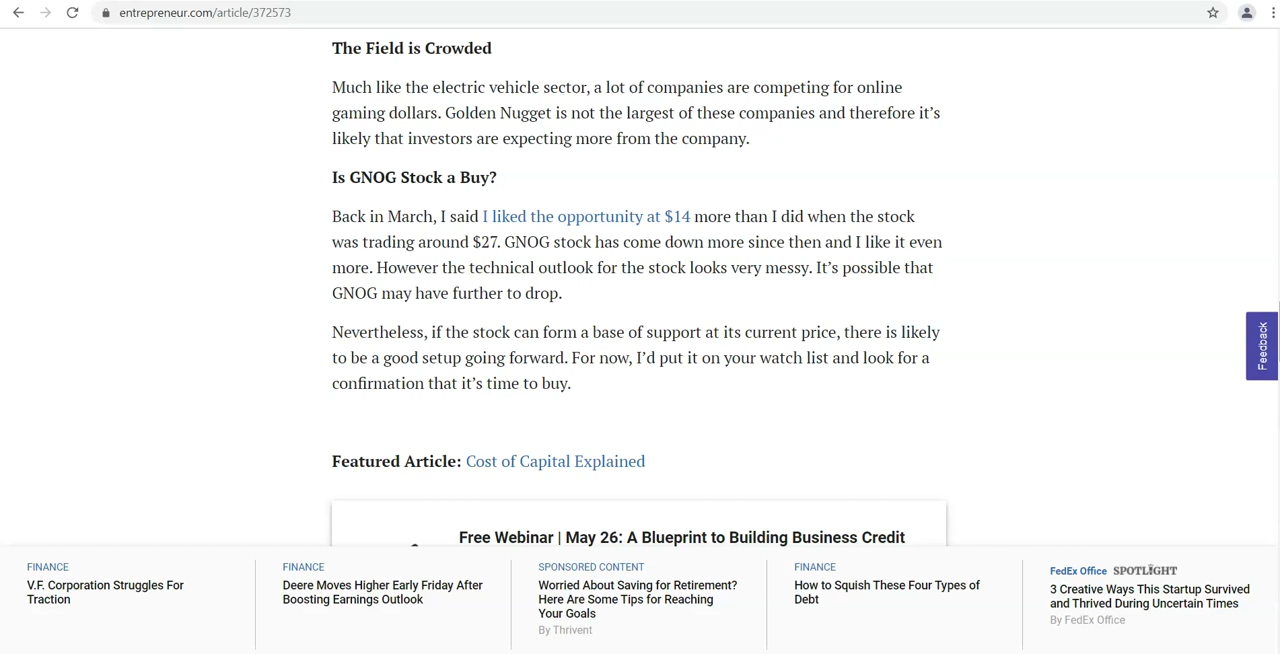 entrepreneur.com/article/372573
The Field is Crowded
Much like the electric vehicle sector, a lot of companies are competing for online
gaming dollars. Golden Nugget is not the largest of these companies and therefore it’s
likely that investors are expecting more from the company.
Is GNOG Stock a Buy?
Back in March, I said I liked the opportunity at $14 more than I did when the stock
was trading around $27. GNOG stock has come down more since then and I like it even
more. However the technical outlook for the stock looks very messy. It’s possible that
GNOG may have further to drop.
Nevertheless, if the stock can form a base of support at its current price, there is likely
to be a good setup going forward. For now, I’d put it on your watch list and look for a
confirmation that it’s time to buy.
Feedback
Featured Article: Cost of Capital Explained
Free Webinar | May 26: A Blueprint to Building Business Credit
FINANCE
V.F. Corporation Struggles For
Traction
FINANCE
Deere Moves Higher Early Friday After
Boosting Earnings Outlook
SPONSORED CONTENT
Worried About Saving for Retirement?
Here Are Some Tips for Reaching
Your Goals
By Thrivent
FINANCE
How to Squish These Four Types of
Debt
FedEx Office SPOTLIGHT
3 Creative Ways This Startup Survived
and Thrived During Uncertain Times
By FedEx Office